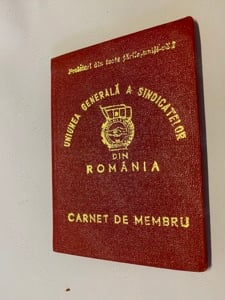 Proletari din toate țările, uniți-vă!
UNIUNEA GENERALĂ A SINDICATELOR
DIN
ROMÂNIA
CARNET DE MEMBRU